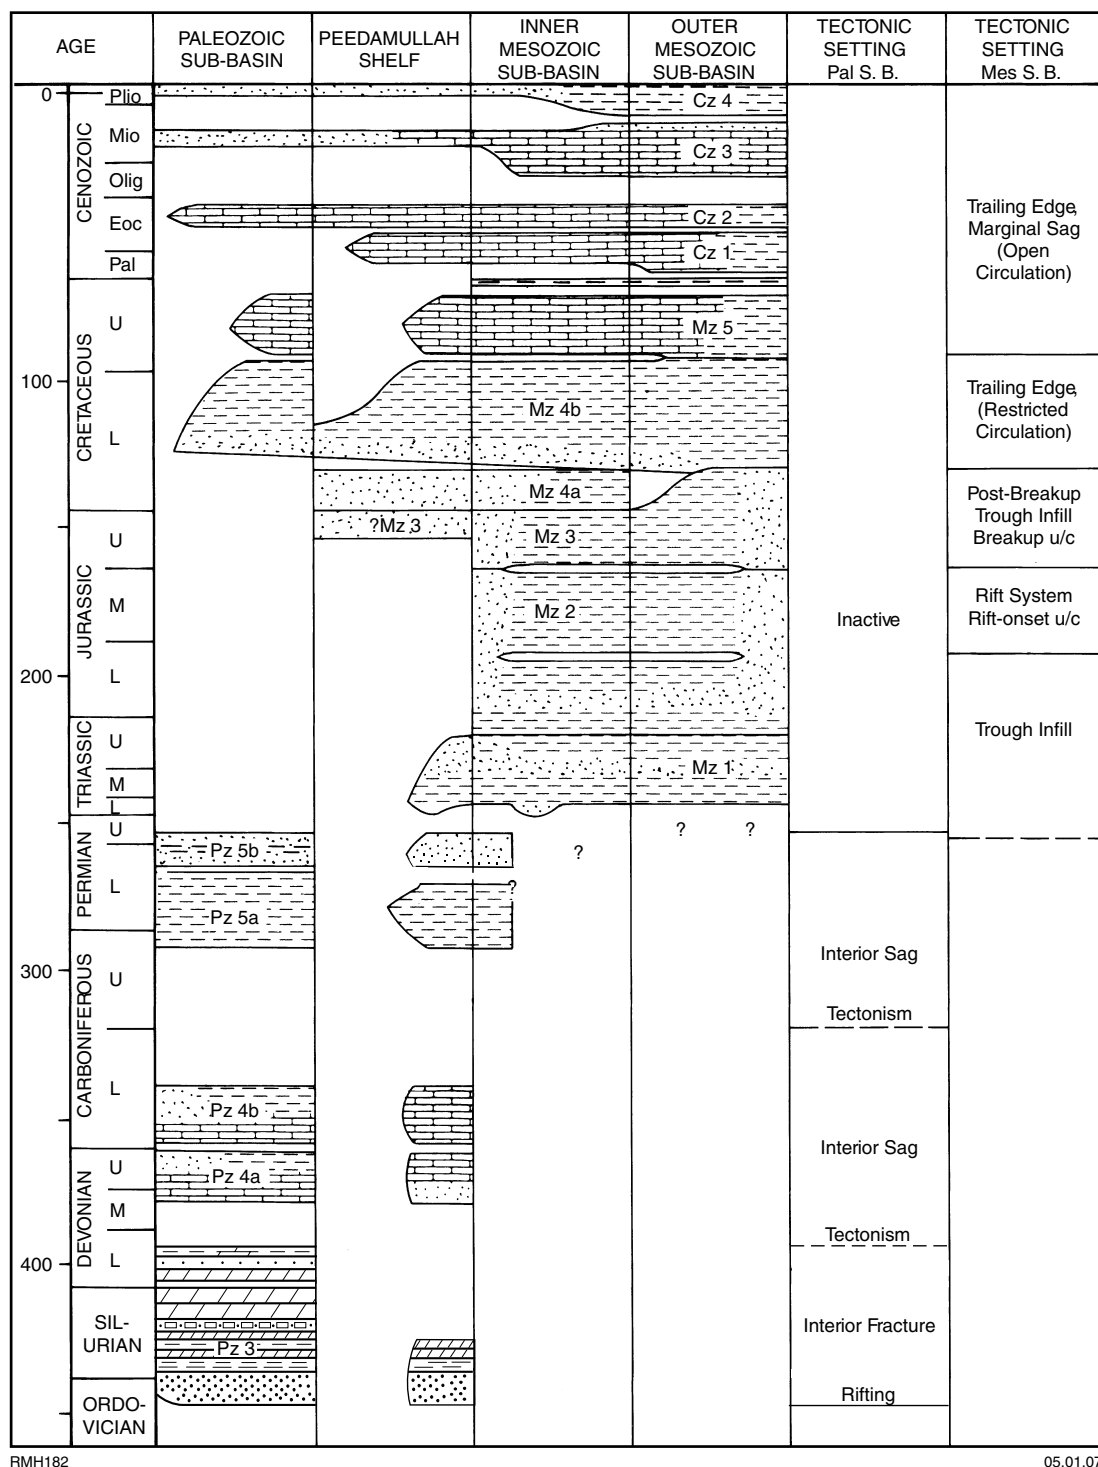 AGE
PALEOZOIC
SUB-BASIN
PEEDAMULLAH
SHELF
INNER
MESOZOIC
SUB-BASIN
OUTER
MESOZOIC
SUB-BASIN
TECTONIC
SETTING
Pal S. B.
TECTONIC
SETTING
Mes S. B.
0
100
200
300
400
CENOZOIC
Plio
Mio
Olig
Eoc
Pal
CRETACEOUS
U
L
JURASSIC
U
M
L
TRIASSIC
U
M
L
PERMIAN
U
L
CARBONIFEROUS
U
L
DEVONIAN
U
M
L
SIL-
URIAN
ORDO-
VICIAN
Cz 4
Cz 3
Cz 2
Cz 1
Mz 5
Mz 4b
Mz 4a
?Mz 3
Mz 3
Mz 2
Mz 1
? ?
?
?
Pz 5b
Pz 5a
Pz 4b
Pz 4a
Pz 3
Inactive
Interior Sag
Tectonism
Interior Sag
Tectonism
Interior Fracture
Rifting
Trailing Edge,
Marginal Sag
(Open
Circulation)
Trailing Edge,
(Restricted
Circulation)
Post-Breakup
Trough Infill
Breakup u/c
Rift System
Rift-onset u/c
Trough Infill
RMH182
05.01.07